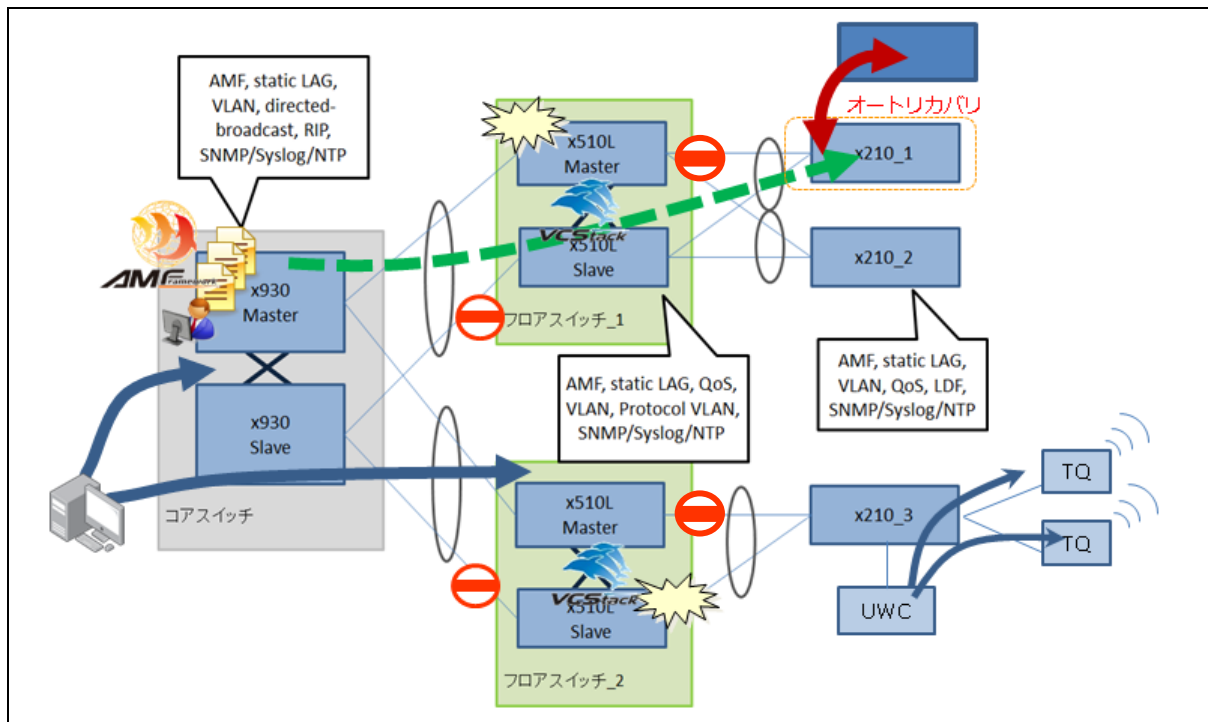 AMF, static LAG,
VLAN, directed-
broadcast, RIP,
SNMP/Syslog/NTP
AMF
Framework
x930
Master
x930
Slave
コアスイッチ
x510L
Master
VCStack
x510L
Slave
フロアスイッチ_1
オートリカバリ
x210_1
x210_2
AMF, static LAG, QoS,
VLAN, Protocol VLAN,
SNMP/Syslog/NTP
AMF, static LAG,
VLAN, QoS, LDF,
SNMP/Syslog/NTP
x510L
Master
VCStack
x510L
Slave
フロアスイッチ_2
x210_3
TQ
TQ
UWC